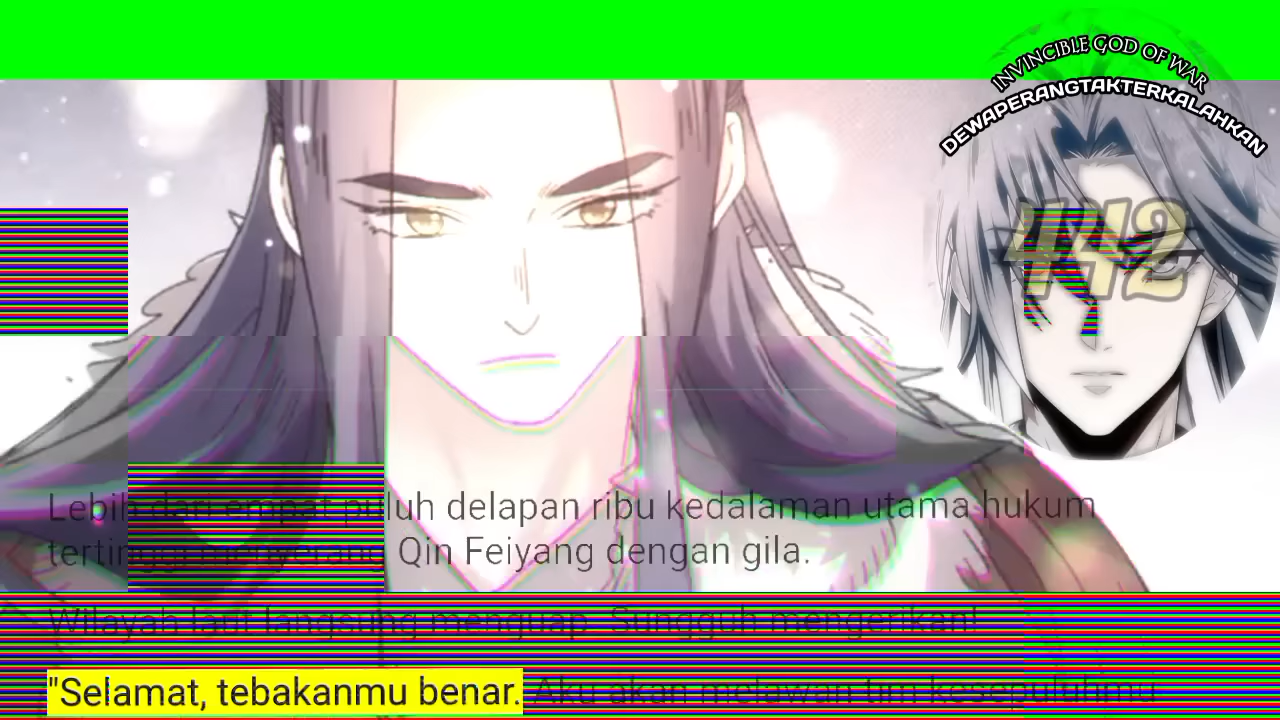 INVINCIBLE GOD OF WAR
DEWAPERANGTAKTERKALAHKAN
442
Lebih dari empat puluh delapan ribu kedalaman utama hukum
tertinggi menyerang Qin Feiyang dengan gila.
Wilayah laut langsung menguap. Sungguh mengerikan!
"Selamat, tebakanmu benar. Aku akan melawan tim kesepuluhmu